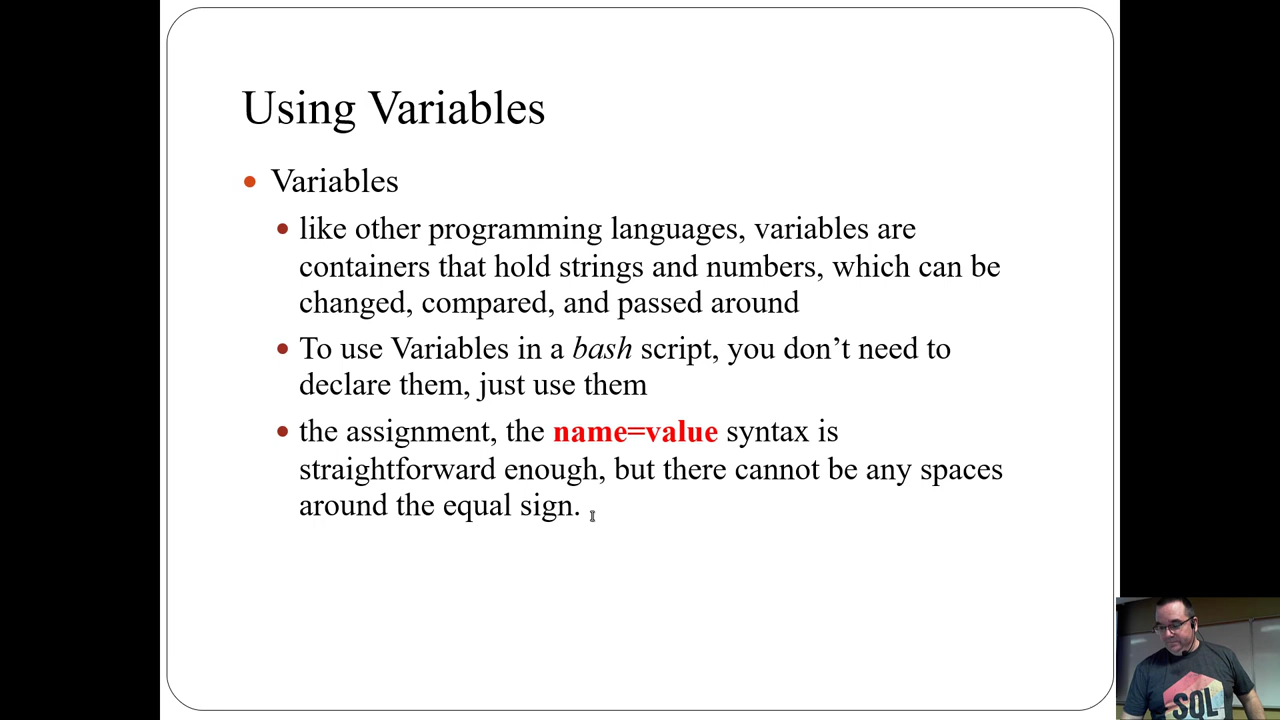 Using Variables
Variables
like other programming languages, variables are
containers that hold strings and numbers, which can be
changed, compared, and passed around
To use Variables in a bash script, you don’t need to
declare them, just use them
the assignment, the name=value syntax is
straightforward enough, but there cannot be any spaces
around the equal sign.
SQL